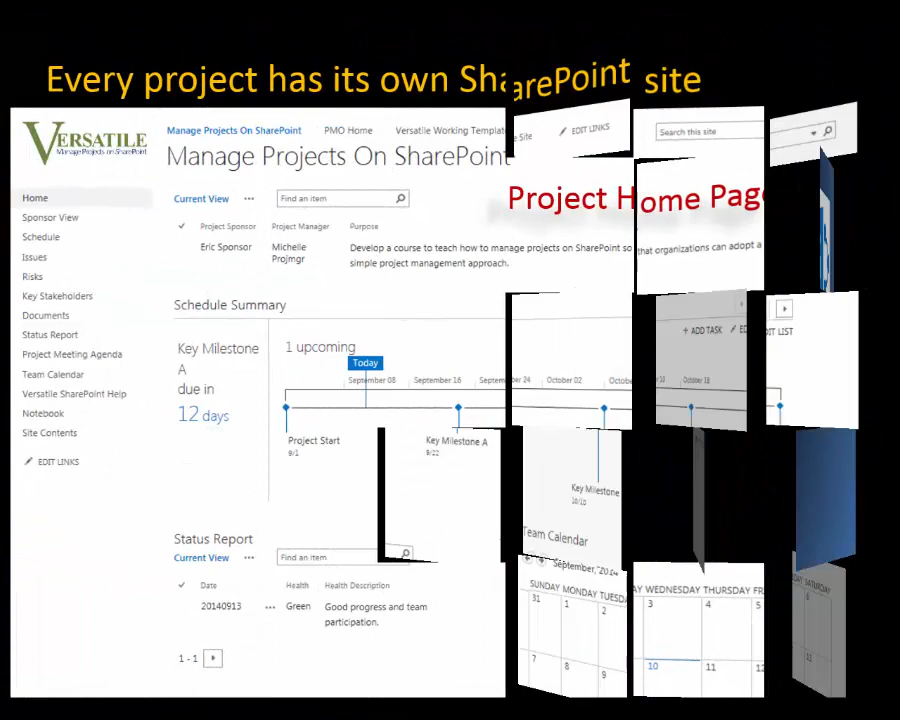 Every project has its own SharePoint site
VERSATILE
Manage Projects on SharePoint
Manage Projects On SharePoint PMO Home Versatile Working Templat Site EDIT LINKS
Search this site
Manage Projects On SharePoint
Project Home Page
Home
Sponsor View
Schedule
Issues
Risks
Key Stakeholders
Documents
Status Report
Project Meeting Agenda
Team Calendar
Versatile SharePoint Help
Notebook
Site Contents
EDIT LINKS
Current View ••• Find an item
Project Sponsor Project Manager Purpose
Eric Sponsor Michelle Projmgr Develop a course to teach how to manage projects on SharePoint so that organizations can adopt a
simple project management approach.
Schedule Summary
+ ADD TASK EDIT LIST
Key Milestone
A
due in
12 days
1 upcoming
Today
September 08 September 16 September 24 October 02 October 10 October 18
Project Start
9/1
Key Milestone A
9/22
Key Milestone
10/10
Status Report
Current View ••• Find an item
Date Health Health Description
20140913 ••• Green Good progress and team
participation.
1 - 1
Team Calendar
September, 2014
SUNDAY MONDAY TUESDAY WEDNESDAY THURSDAY FR DAY SATURDAY
31 1 2 3 4 5
7 8 9 10 11 12